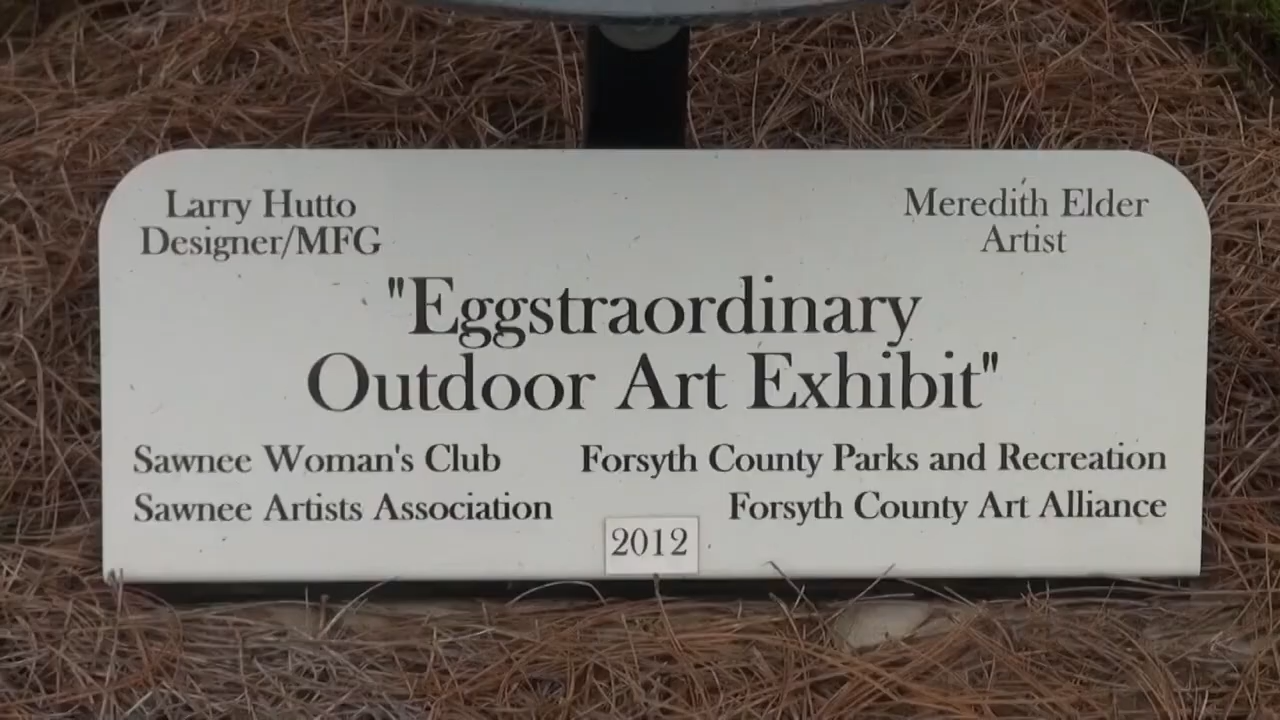 Larry Hutto
Designer/MFG
Meredith Elder
Artist
"Eggstraordinary
Outdoor Art Exhibit"
Sawnee Woman's Club
Forsyth County Parks and Recreation
Sawnee Artists Association
Forsyth County Art Alliance
2012